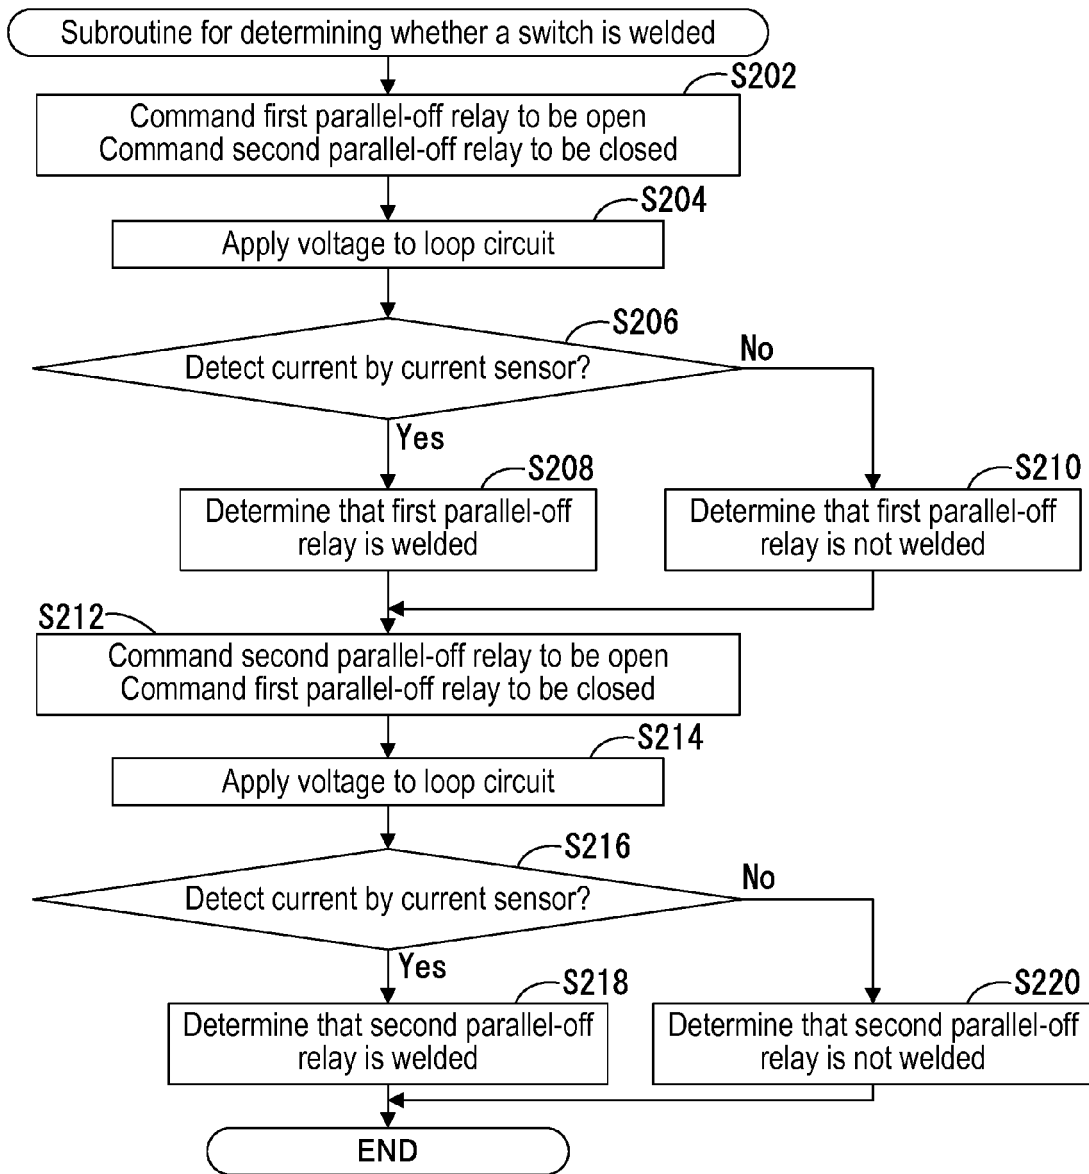 Subroutine for determining whether a switch is welded
S202
Command first parallel-off relay to be open
Command second parallel-off relay to be closed
S204
Apply voltage to loop circuit
S206
Detect current by current sensor?
No
Yes
S208
Determine that first parallel-off
relay is welded
S210
Determine that first parallel-off
relay is not welded
S212
Command second parallel-off relay to be open
Command first parallel-off relay to be closed
S214
Apply voltage to loop circuit
S216
Detect current by current sensor?
No
Yes
S218
Determine that second parallel-off
relay is welded
S220
Determine that second parallel-off
relay is not welded
END